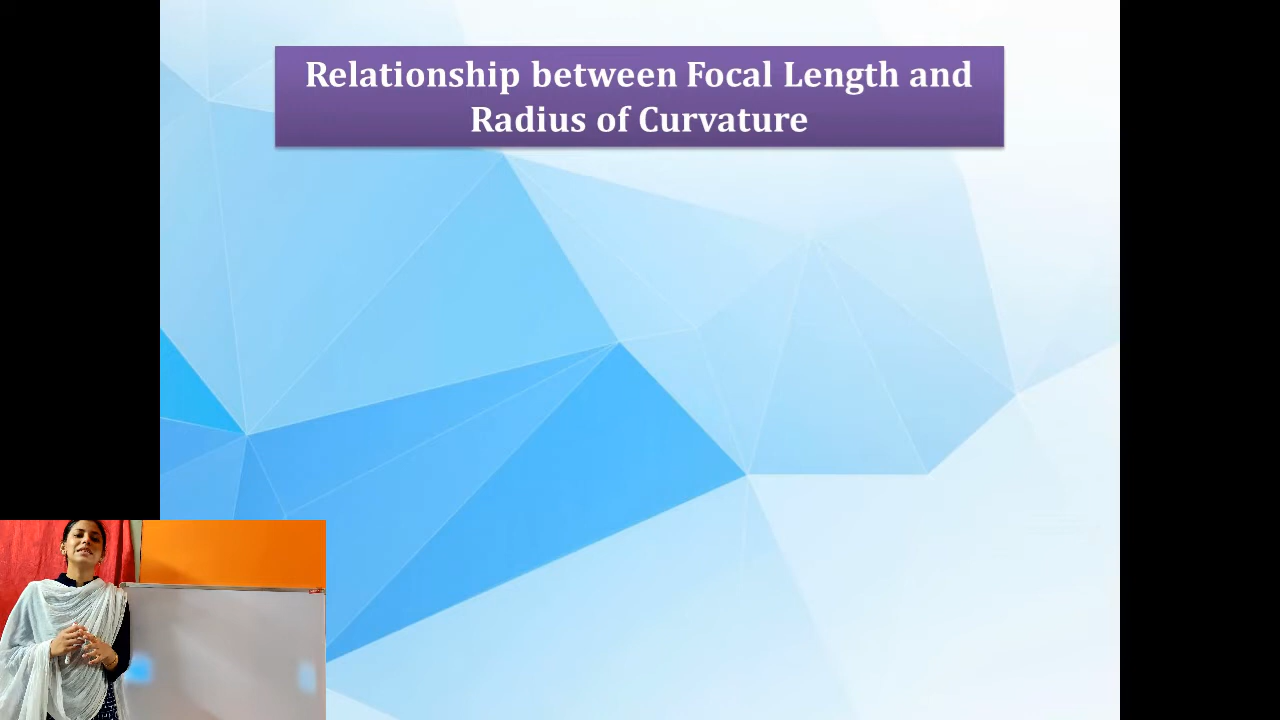 Relationship between Focal Length and
Radius of Curvature